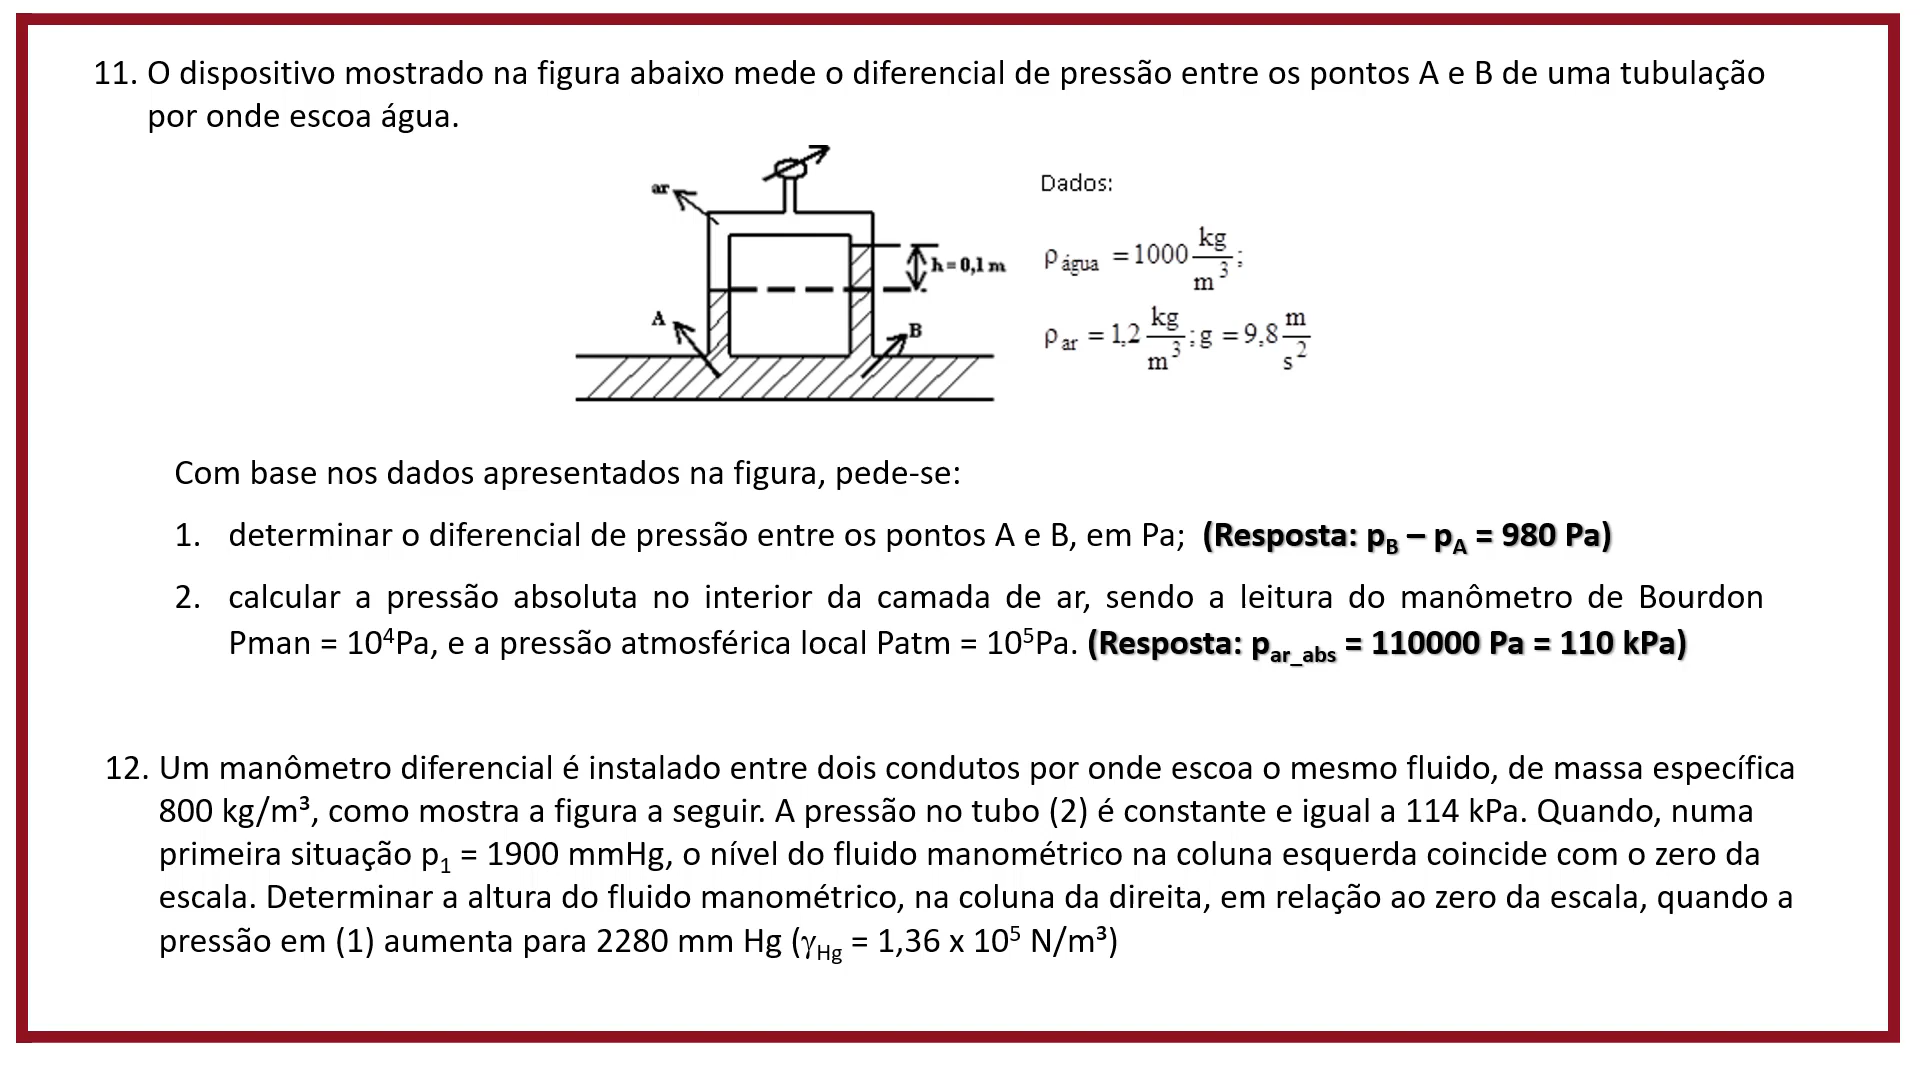 11. O dispositivo mostrado na figura abaixo mede o diferencial de pressão entre os pontos A e B de uma tubulação
por onde escoa água.
ar
h = 0,1 m
A
B
Dados:
ρ água = 1000 kg/m³;
ρ ar = 1,2 kg/m³; g = 9,8 m/s²
Com base nos dados apresentados na figura, pede-se:
1. determinar o diferencial de pressão entre os pontos A e B, em Pa; (Resposta: pB – pA = 980 Pa)
2. calcular a pressão absoluta no interior da camada de ar, sendo a leitura do manômetro de Bourdon
Pman = 10⁴Pa, e a pressão atmosférica local Patm = 10⁵Pa. (Resposta: par_abs = 110000 Pa = 110 kPa)
12. Um manômetro diferencial é instalado entre dois condutos por onde escoa o mesmo fluido, de massa específica
800 kg/m³, como mostra a figura a seguir. A pressão no tubo (2) é constante e igual a 114 kPa. Quando, numa
primeira situação p₁ = 1900 mmHg, o nível do fluido manométrico na coluna esquerda coincide com o zero da
escala. Determinar a altura do fluido manométrico, na coluna da direita, em relação ao zero da escala, quando a
pressão em (1) aumenta para 2280 mm Hg (γHg = 1,36 x 10⁵ N/m³)